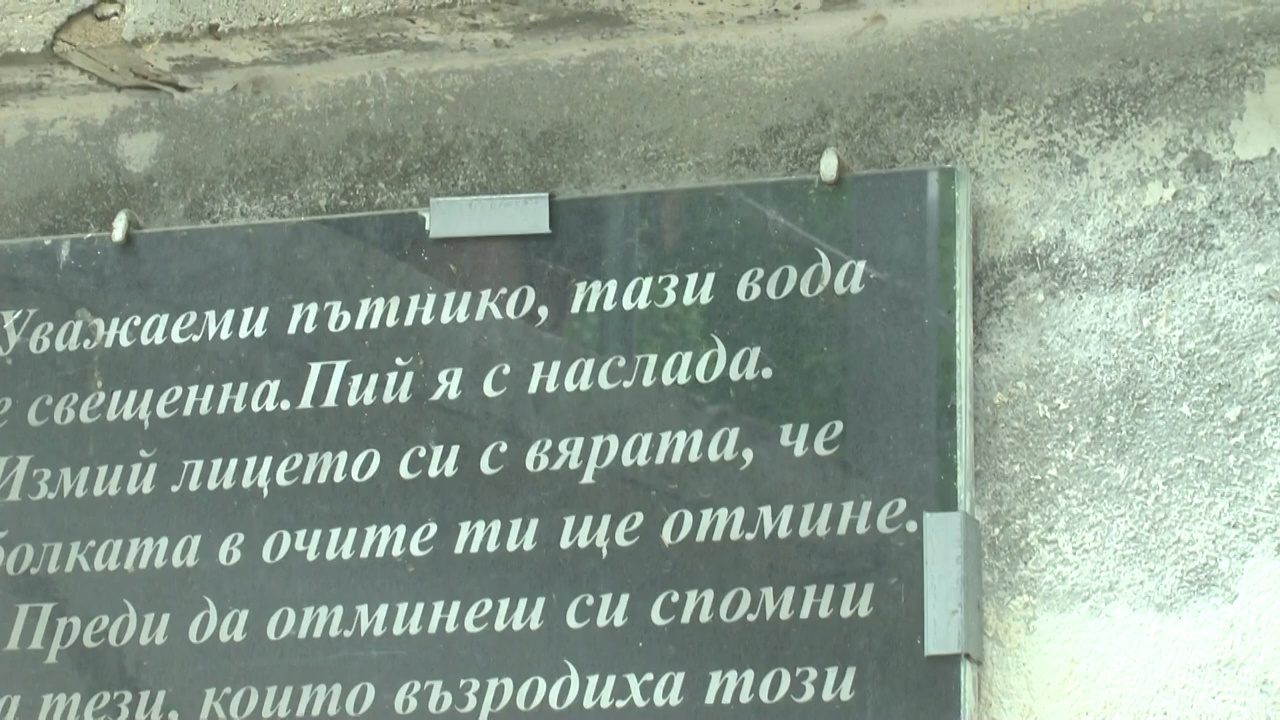 Уважаеми пътнико, тази вода
е свещенна.Пий я с наслада.
Измий лицето си с вярата, че
болката в очите ти ще отмине.
Преди да отминеш си спомни
за тези, които възродиха този